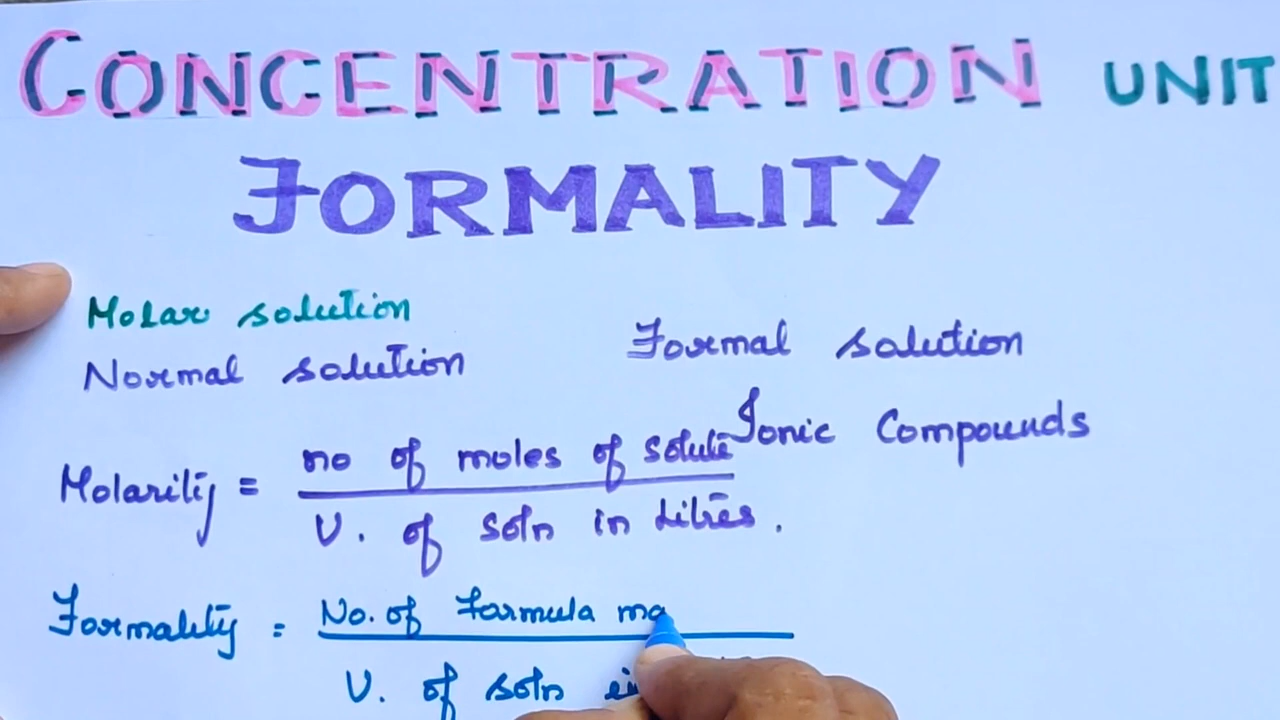 CONCENTRATION UNIT
FORMALITY
Molar solution
Normal solution
Formal solution
Ionic Compounds
Molarity = no of moles of solute
V. of soln in Litres.
Formality = No. of Formula ma
V. of soln